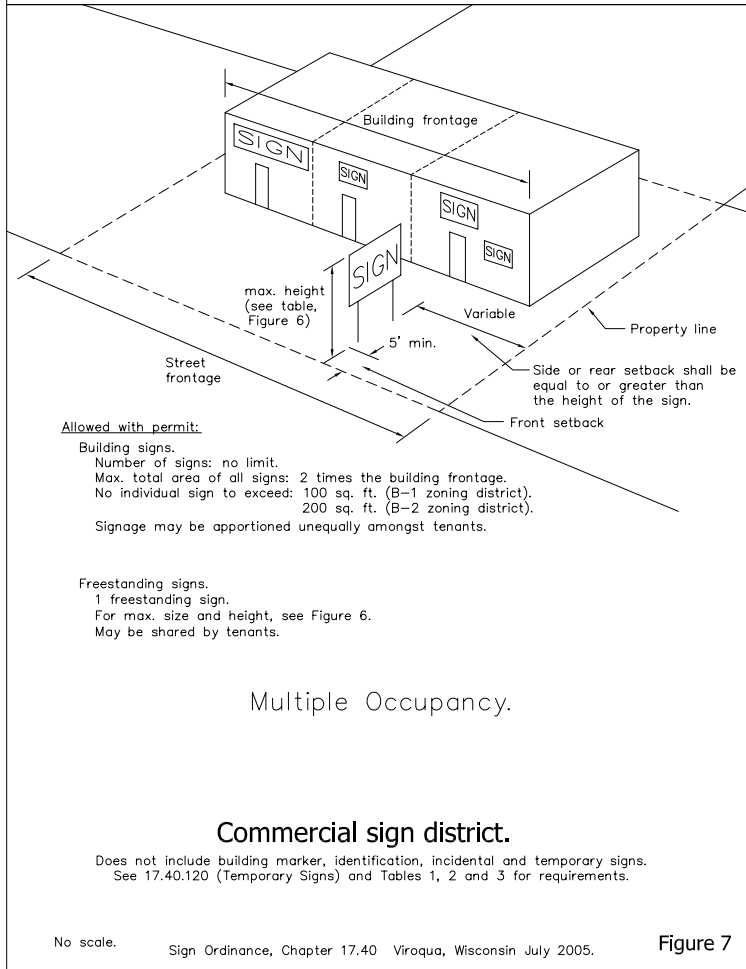 Building frontage
SIGN
SIGN
SIGN
SIGN
SIGN
max. height
(see table,
Figure 6)
Variable
5' min.
Property line
Street
frontage
Side or rear setback shall be
equal to or greater than
the height of the sign.
Front setback
Allowed with permit:
Building signs.
Number of signs: no limit.
Max. total area of all signs: 2 times the building frontage.
No individual sign to exceed: 100 sq. ft. (B-1 zoning district).
200 sq. ft. (B-2 zoning district).
Signage may be apportioned unequally amongst tenants.
Freestanding signs.
1 freestanding sign.
For max. size and height, see Figure 6.
May be shared by tenants.
Multiple Occupancy.
Commercial sign district.
Does not include building marker, identification, incidental and temporary signs.
See 17.40.120 (Temporary Signs) and Tables 1, 2 and 3 for requirements.
No scale.
Sign Ordinance, Chapter 17.40 Viroqua, Wisconsin July 2005.
Figure 7